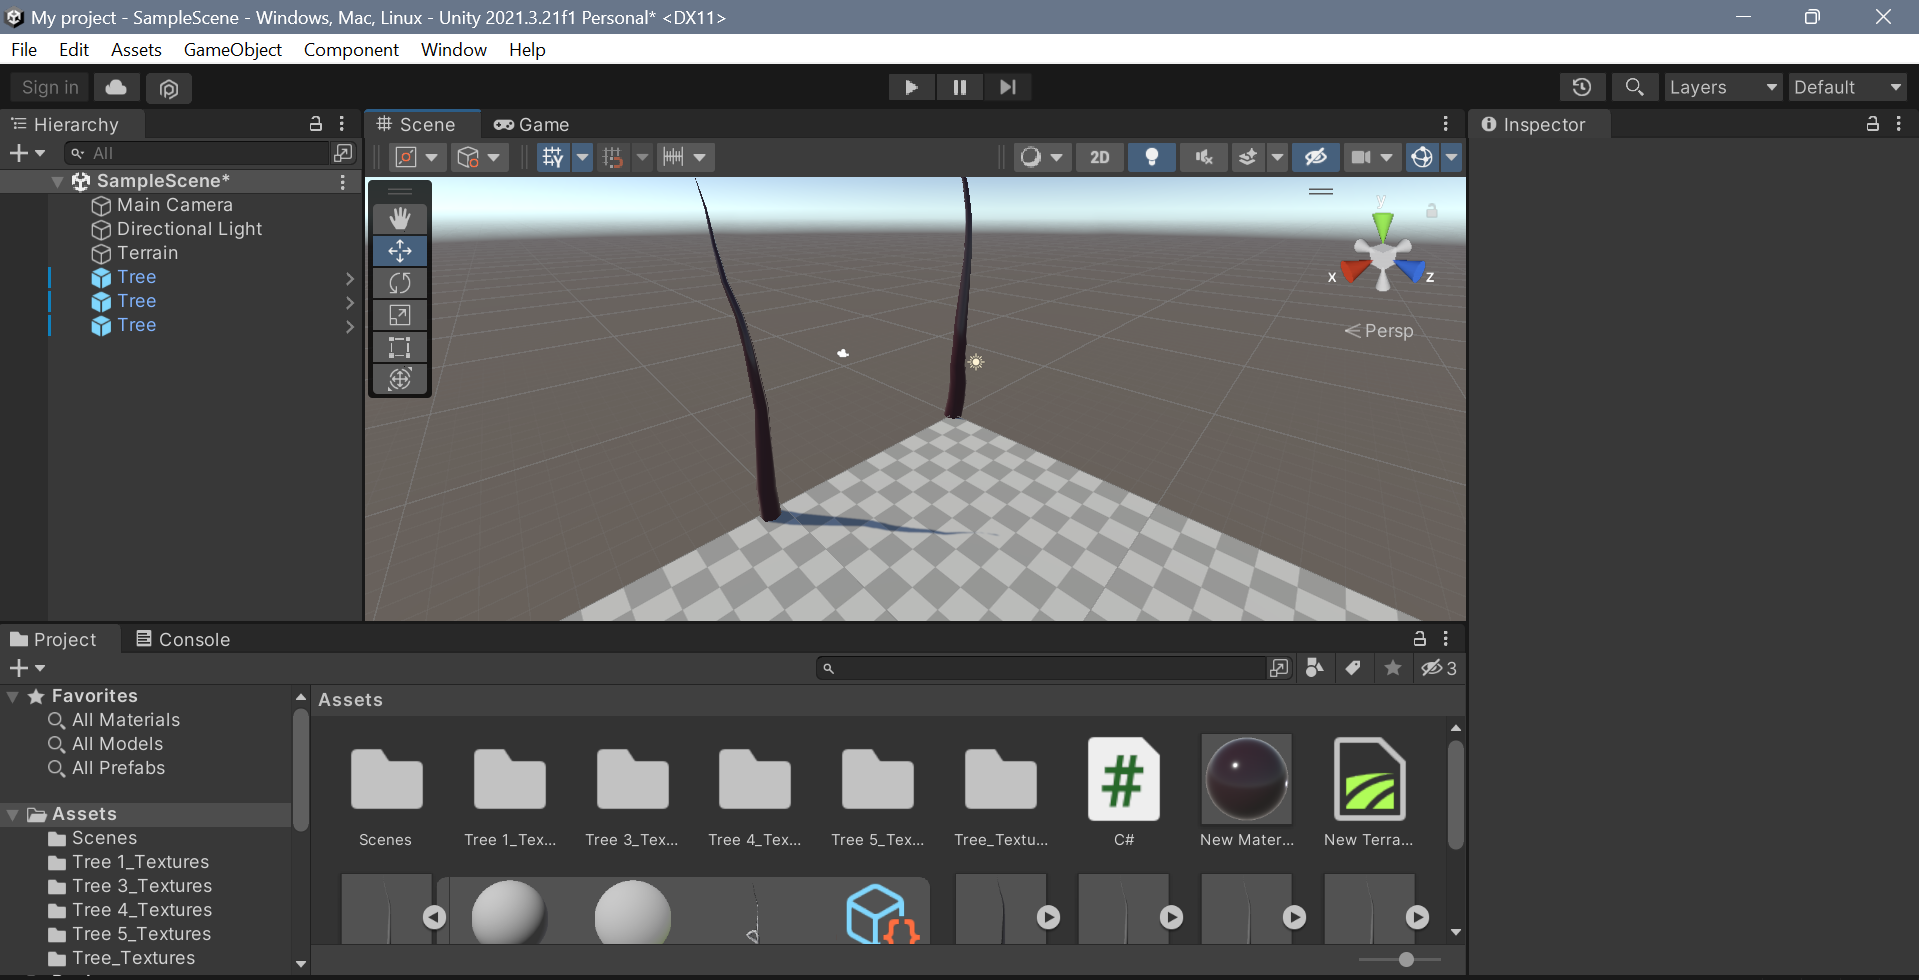 My project - SampleScene - Windows, Mac, Linux - Unity 2021.3.21f1 Personal* <DX11>
File Edit Assets GameObject Component Window Help
Sign in
Layers
Default
Hierarchy
Scene
Game
Inspector
All
2D
SampleScene*
Main Camera
Directional Light
Terrain
Tree
Tree
Tree
y
x
z
Persp
Project
Console
3
Favorites
All Materials
All Models
All Prefabs
Assets
Scenes
Tree 1_Textures
Tree 3_Textures
Tree 4_Textures
Tree 5_Textures
Tree_Textures
Assets
Scenes
Tree 1_Tex...
Tree 3_Tex...
Tree 4_Tex...
Tree 5_Tex...
Tree_Textu...
#
C#
New Mater...
New Terra...
{}